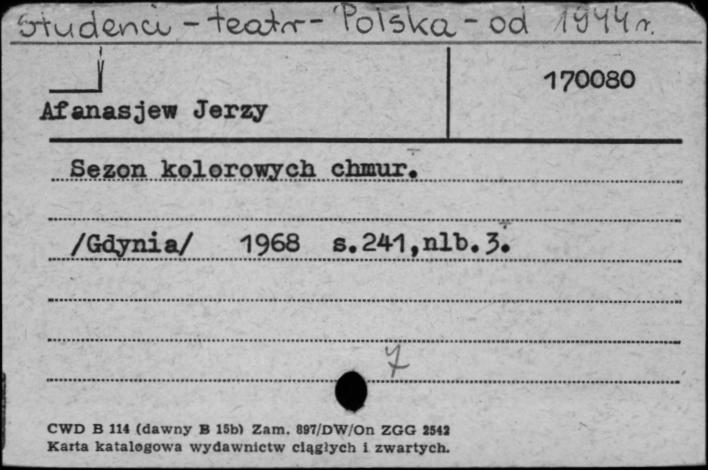 Studenci - teatr - Polska - od 1944 r.
170080
Afanasjew Jerzy
Sezon kolorowych chmur.
/Gdynia/ 1968 s.241,nlb.3.
7
CWD B 114 (dawny B 15b) Zam. 897/DW/On ZGG 2542
Karta katalogowa wydawnictw ciągłych i zwartych.